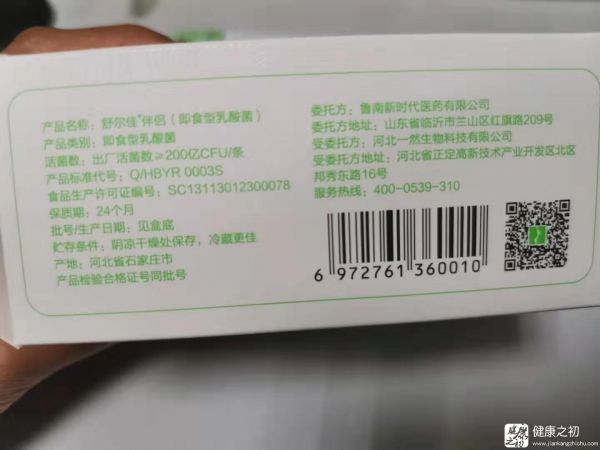 产品名称：舒尔佳®伴侣（即食型乳酸菌）
产品类别：即食型乳酸菌
活菌数：出厂活菌数≥200亿CFU/条
产品标准代号：Q/HBYR 0003S
食品生产许可证编号：SC13113012300078
保质期：24个月
批号/生产日期：见盒底
贮存条件：阴凉干燥处保存，冷藏更佳
产地：河北省石家庄市
产品检验合格证号同批号
委托方：鲁南新时代医药有限公司
委托方地址：山东省临沂市兰山区红旗路209号
受委托方：河北一然生物科技有限公司
受委托方地址：河北省正定高新技术产业开发区北区
邦秀东路16号
服务热线：400-0539-310
6 972761 360010
健康之初
www.jiankangzhichu.com